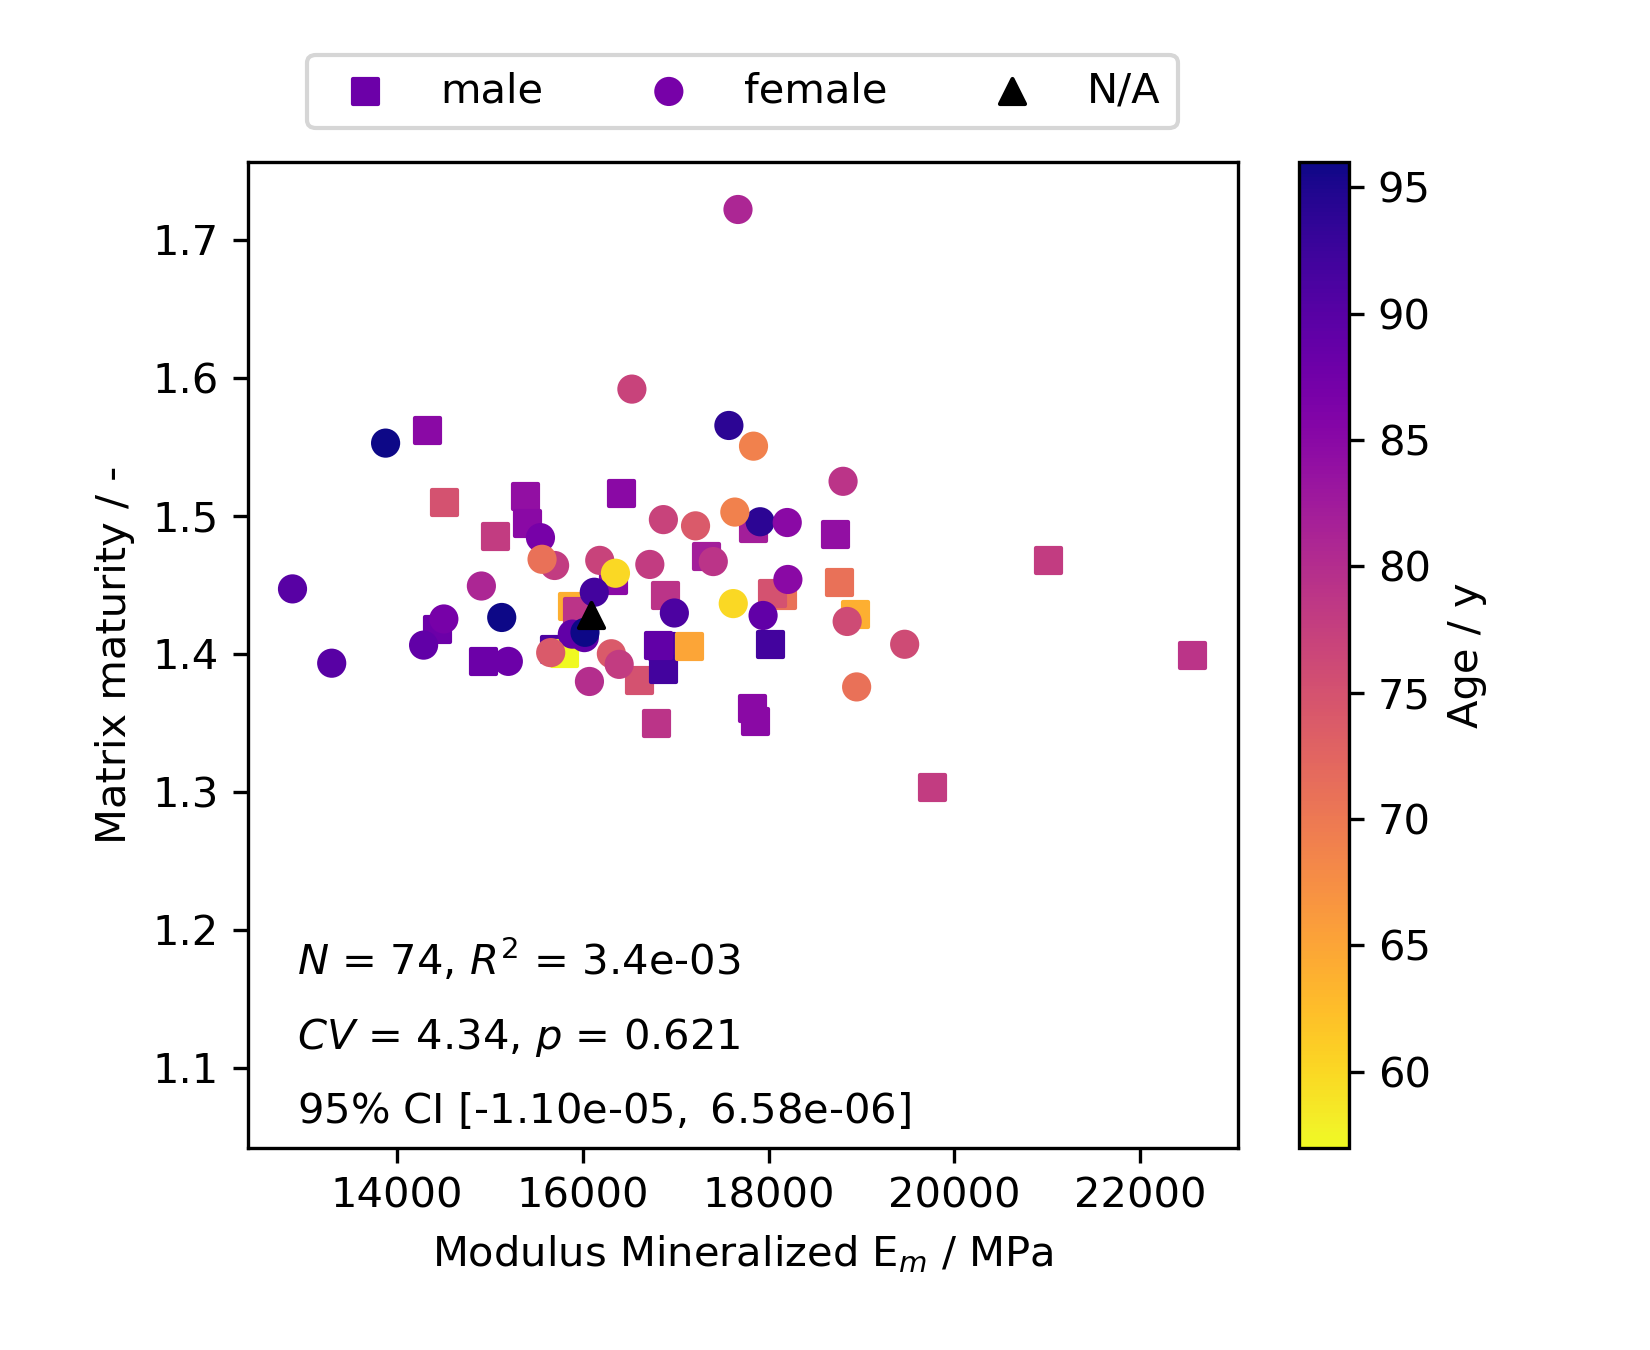 male female N/A
1.7
1.6
1.5
1.4
1.3
1.2
1.1
Matrix maturity / -
N = 74, R² = 3.4e-03
CV = 4.34, p = 0.621
95% CI [-1.10e-05, 6.58e-06]
14000 16000 18000 20000 22000
Modulus Mineralized Eₘ / MPa
95
90
85
80
75
70
65
60
Age / y